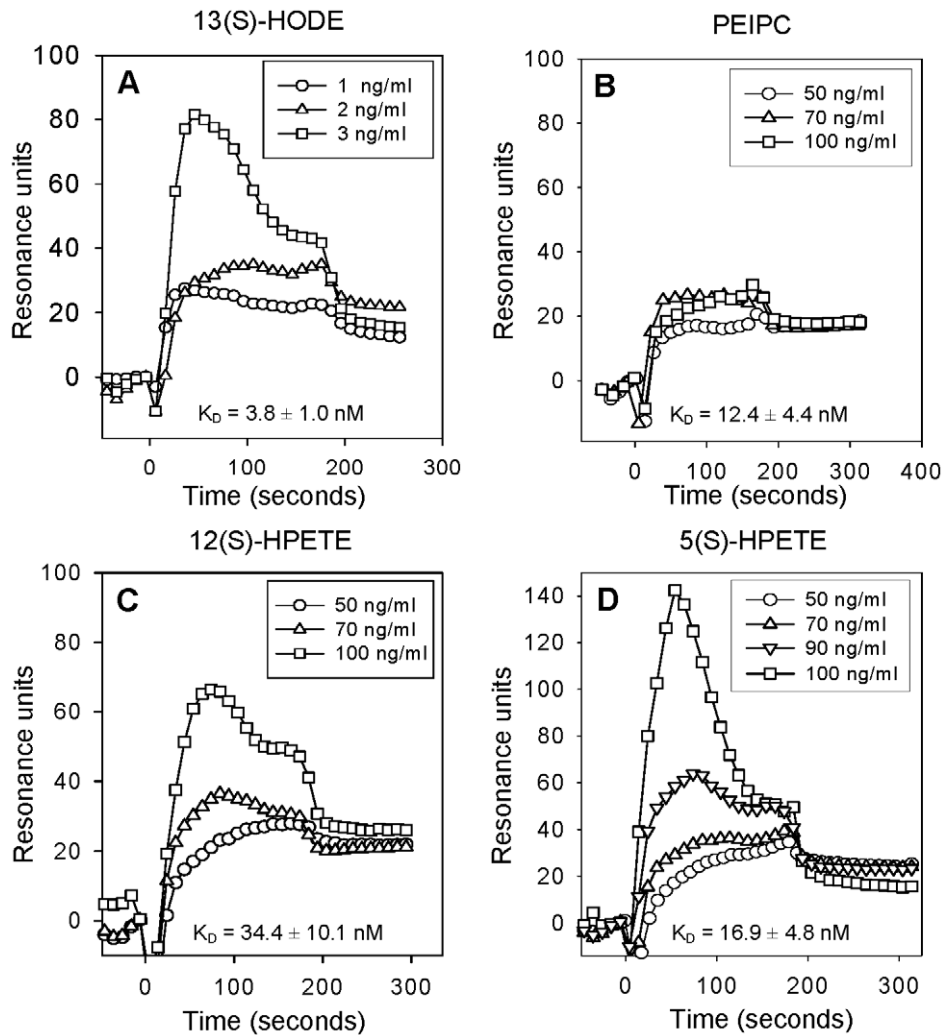 13(S)-HODE
A
1 ng/ml
2 ng/ml
3 ng/ml
100
80
60
40
20
0
Resonance units
K_D = 3.8 ± 1.0 nM
0 100 200 300
Time (seconds)
PEIPC
B
50 ng/ml
70 ng/ml
100 ng/ml
100
80
60
40
20
0
Resonance units
K_D = 12.4 ± 4.4 nM
0 100 200 300 400
Time (seconds)
12(S)-HPETE
C
50 ng/ml
70 ng/ml
100 ng/ml
100
80
60
40
20
0
Resonance units
K_D = 34.4 ± 10.1 nM
0 100 200 300
Time (seconds)
5(S)-HPETE
D
50 ng/ml
70 ng/ml
90 ng/ml
100 ng/ml
140
120
100
80
60
40
20
0
Resonance units
K_D = 16.9 ± 4.8 nM
0 100 200 300
Time (seconds)